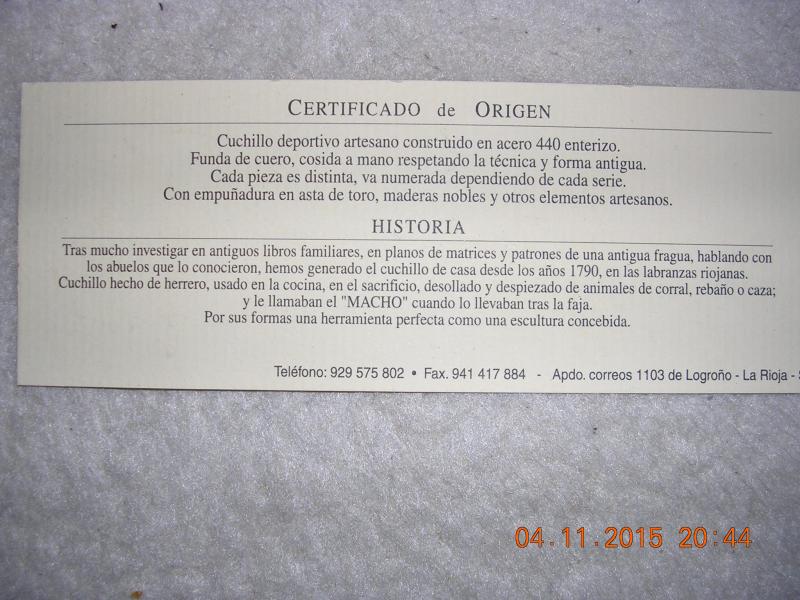 CERTIFICADO de ORIGEN
Cuchillo deportivo artesano construido en acero 440 enterizo.
Funda de cuero, cosida a mano respetando la técnica y forma antigua.
Cada pieza es distinta, va numerada dependiendo de cada serie.
Con empuñadura en asta de toro, maderas nobles y otros elementos artesanos.
HISTORIA
Tras mucho investigar en antiguos libros familiares, en planos de matrices y patrones de una antigua fragua, hablando con
los abuelos que lo conocieron, hemos generado el cuchillo de casa desde los años 1790, en las labranzas riojanas.
Cuchillo hecho de herrero, usado en la cocina, en el sacrificio, desollado y despiezado de animales de corral, rebaño o caza;
y le llamaban el "MACHO" cuando lo llevaban tras la faja.
Por sus formas una herramienta perfecta como una escultura concebida.
Teléfono: 929 575 802 • Fax. 941 417 884 - Apdo. correos 1103 de Logroño - La Rioja -
04.11.2015 20:44